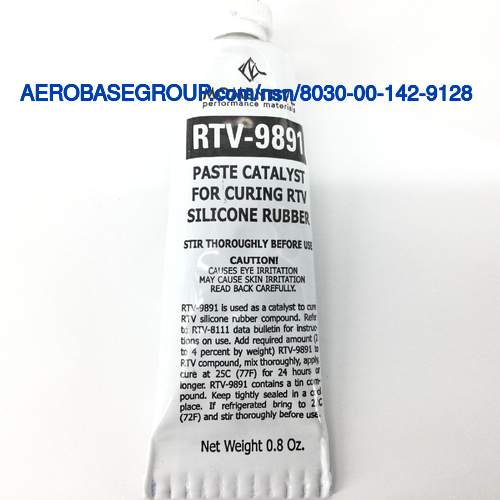 AEROBASEGROUP.com/nsn/8030-00-142-9128
performance materials
RTV-9891
PASTE CATALYST
FOR CURING RTV
SILICONE RUBBER
STIR THOROUGHLY BEFORE USE
CAUTION!
CAUSES EYE IRRITATION
MAY CAUSE SKIN IRRITATION
READ BACK CAREFULLY.
RTV-9891 is used as a catalyst to cure
RTV silicone rubber compound. Refer
to RTV-8111 data bulletin for instruc-
tions on use. Add required amount (2
to 4 percent by weight) RTV-9891 to
RTV compound, mix thoroughly, apply,
cure at 25C (77F) for 24 hours or
longer. RTV-9891 contains a tin com-
pound. Keep tightly sealed in a cool
place. If refrigerated bring to
(72F) and stir thoroughly before us
Net Weight 0.8 Oz.